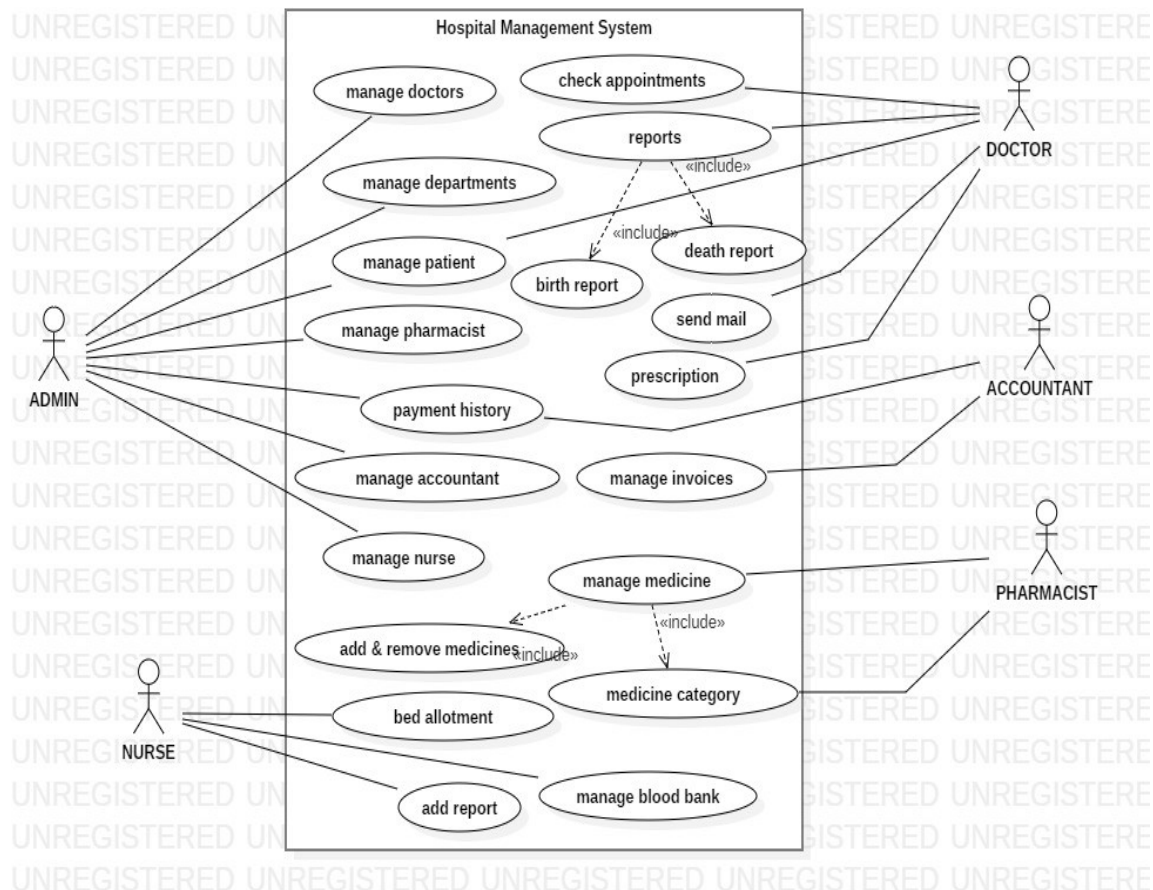 UNREGISTERED UNREGISTERED UNREGISTERED UNREGISTERED
Hospital Management System
check appointments
manage doctors
reports
DOCTOR
«include»
manage departments
«include»
death report
manage patient
birth report
send mail
manage pharmacist
prescription
ADMIN
ACCOUNTANT
payment history
manage accountant
manage invoices
manage nurse
manage medicine
PHARMACIST
«include»
add & remove medicines
«include»
medicine category
bed allotment
NURSE
manage blood bank
add report
UNREGISTERED UNREGISTERED UNREGISTERED UNREGISTERED